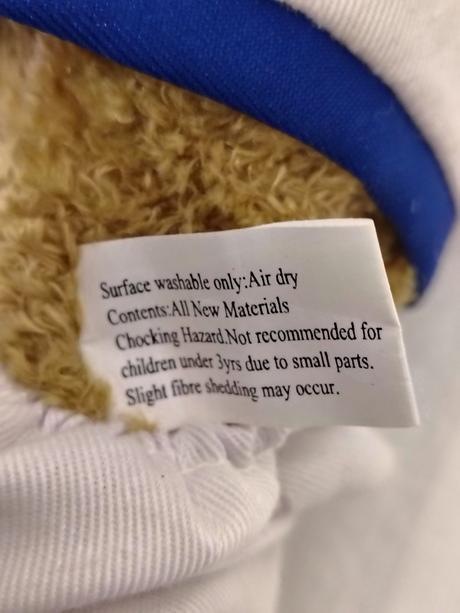 Surface washable only:Air dry
Contents:All New Materials
Chocking Hazard.Not recommended for
children under 3yrs due to small parts.
Slight fibre shedding may occur.